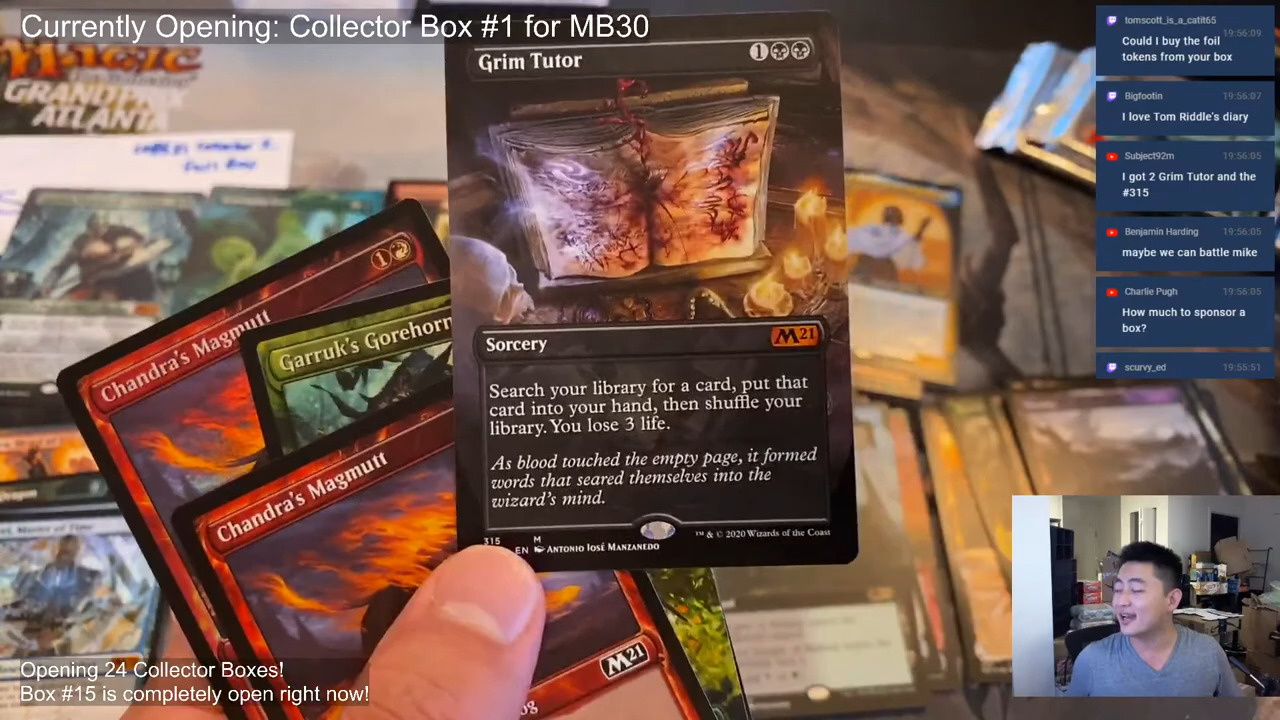 Currently Opening: Collector Box #1 for MB30
MAGIC
GRAND PRIX
ATLANTA
Grim Tutor
1
Sorcery
M21
Search your library for a card, put that
card into your hand, then shuffle your
library. You lose 3 life.
As blood touched the empty page, it formed
words that seared themselves into the
wizard's mind.
315 M
EN ANTONIO JOSÉ MANZANEDO
™ & © 2020 Wizards of the Coast
Chandra's Magmutt
1
Garruk's Gorehorn
Chandra's Magmutt
M21
Dragon
tomscott_is_a_catit65 19:56:09
Could I buy the foil
tokens from your box
Bigfootin 19:56:07
I love Tom Riddle's diary
Subject92m 19:56:05
I got 2 Grim Tutor and the
#315
Benjamin Harding 19:56:05
maybe we can battle mike
Charlie Pugh 19:56:05
How much to sponsor a
box?
scurvy_ed 19:55:51
Opening 24 Collector Boxes!
Box #15 is completely open right now!